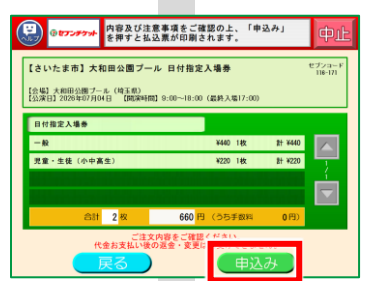 ヘルプ
セブンチケット
内容及び注意事項をご確認の上、「申込み」
を押すと払込票が印刷されます。
中止
【さいたま市】大和田公園プール 日付指定入場券
セブンコード
116-171
【会場】大和田公園プール（埼玉県）
【公演日】2026年07月04日 【開演時間】9:00～18:00（最終入場17:00）
日付指定入場券
一般 ¥440 1枚 計 ¥440
児童・生徒（小中高生） ¥220 1枚 計 ¥220
1
/
1
合計 2 枚 660 円（うち手数料 0円）
ご注文内容をご確認ください
代金お支払い後の返金・変更は
戻る
申込み